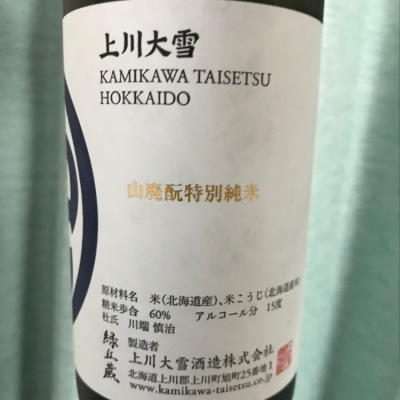 上川大雪
KAMIKAWA TAISETSU
HOKKAIDO
山廃酛特別純米
原材料名 米(北海道産)、米こうじ(北海道産米)
精米歩合 60% アルコール分 15度
杜氏 川端 慎治
緑丘蔵
製造者
上川大雪酒造株式会社
北海道上川郡上川町旭町25番地1
www.kamikawa-taisetsu.co.jp